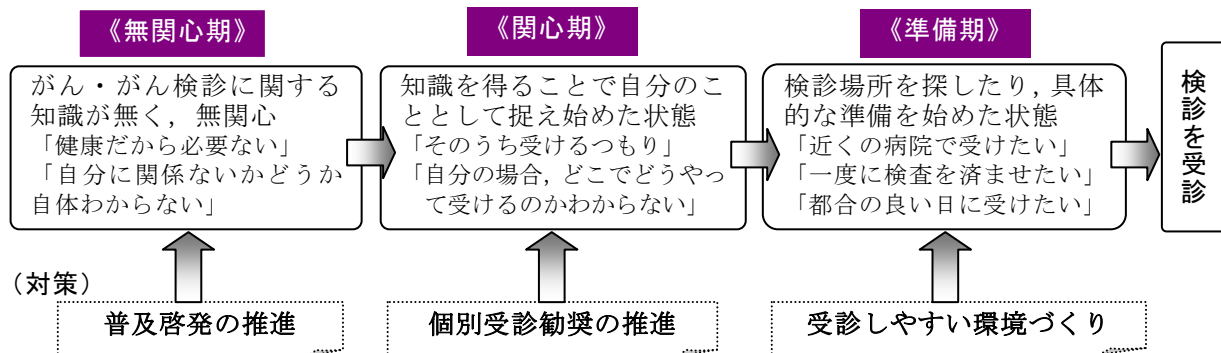 《無関心期》
がん・がん検診に関する
知識が無く，無関心
「健康だから必要ない」
「自分に関係ないかどうか
自体わからない」
《関心期》
知識を得ることで自分のこ
ととして捉え始めた状態
「そのうち受けるつもり」
「自分の場合，どこでどうやっ
て受けるのかわからない」
《準備期》
検診場所を探したり，具体
的な準備を始めた状態
「近くの病院で受けたい」
「一度に検査を済ませたい」
「都合の良い日に受けたい」
検診を受診
（対策）
普及啓発の推進
個別受診勧奨の推進
受診しやすい環境づくり